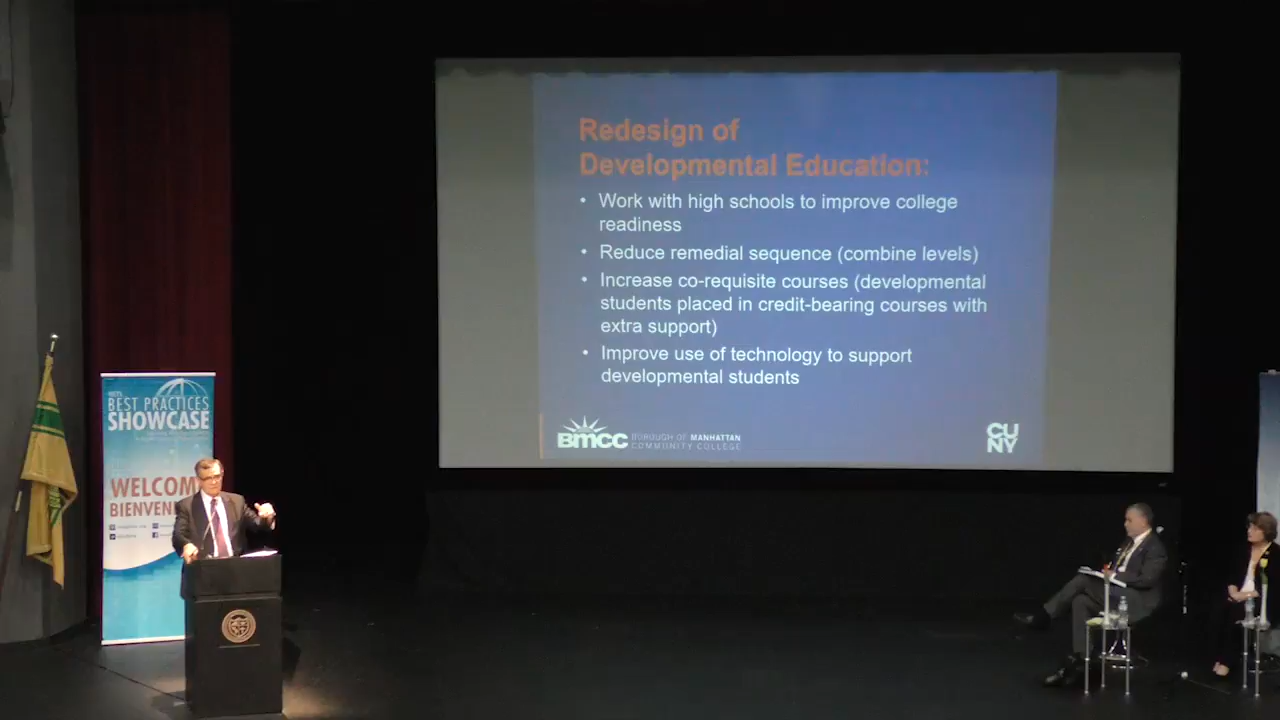 Redesign of
Developmental Education:
• Work with high schools to improve college
readiness
• Reduce remedial sequence (combine levels)
• Increase co-requisite courses (developmental
students placed in credit-bearing courses with
extra support)
• Improve use of technology to support
developmental students
BMCC BOROUGH OF MANHATTAN
COMMUNITY COLLEGE
CU
NY
BEST PRACTICES
SHOWCASE
WELCOM
BIENVEN